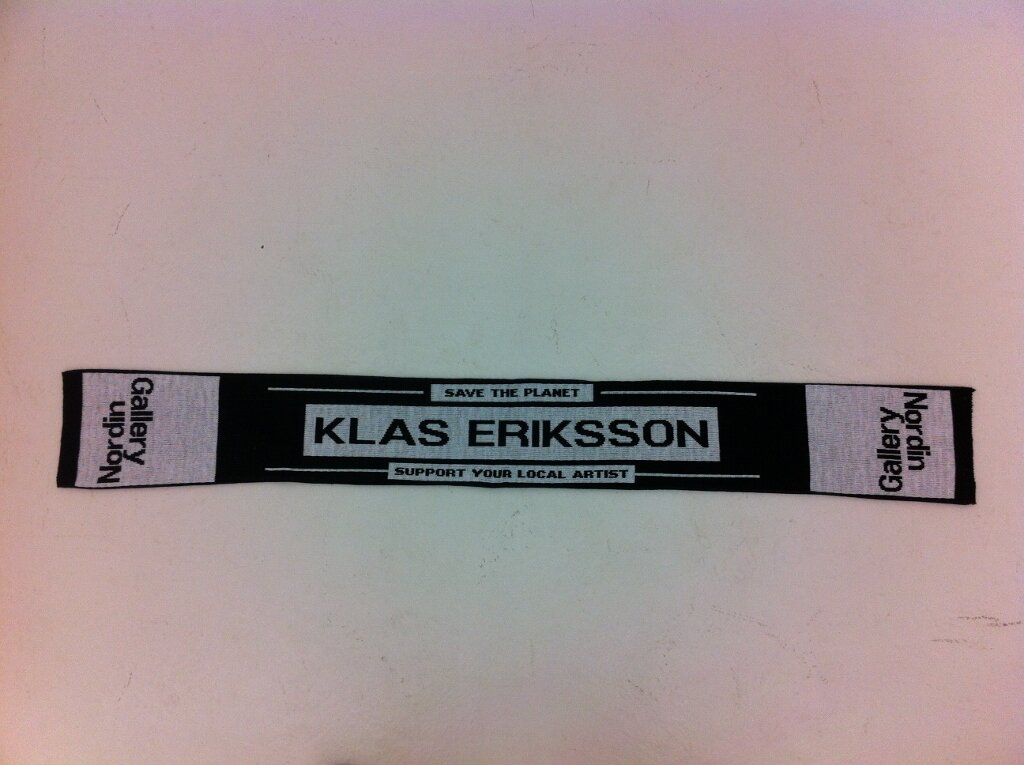 Nordin
Gallery
SAVE THE PLANET
KLAS ERIKSSON
SUPPORT YOUR LOCAL ARTIST
Gallery
Nordin